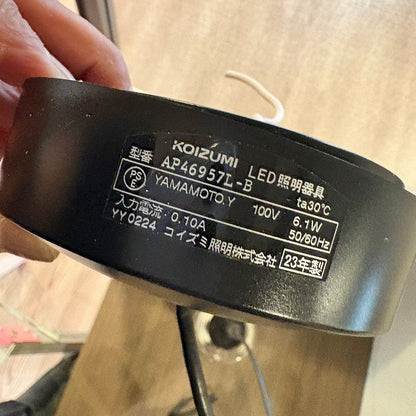 KOIZUMI LED照明器具
型番 AP46957L-B ta30℃
PS E YAMAMOTO.Y 100V 6.1W
入力電流 0.10A 50/60Hz
YY0224 コイズミ照明株式会社 23年製